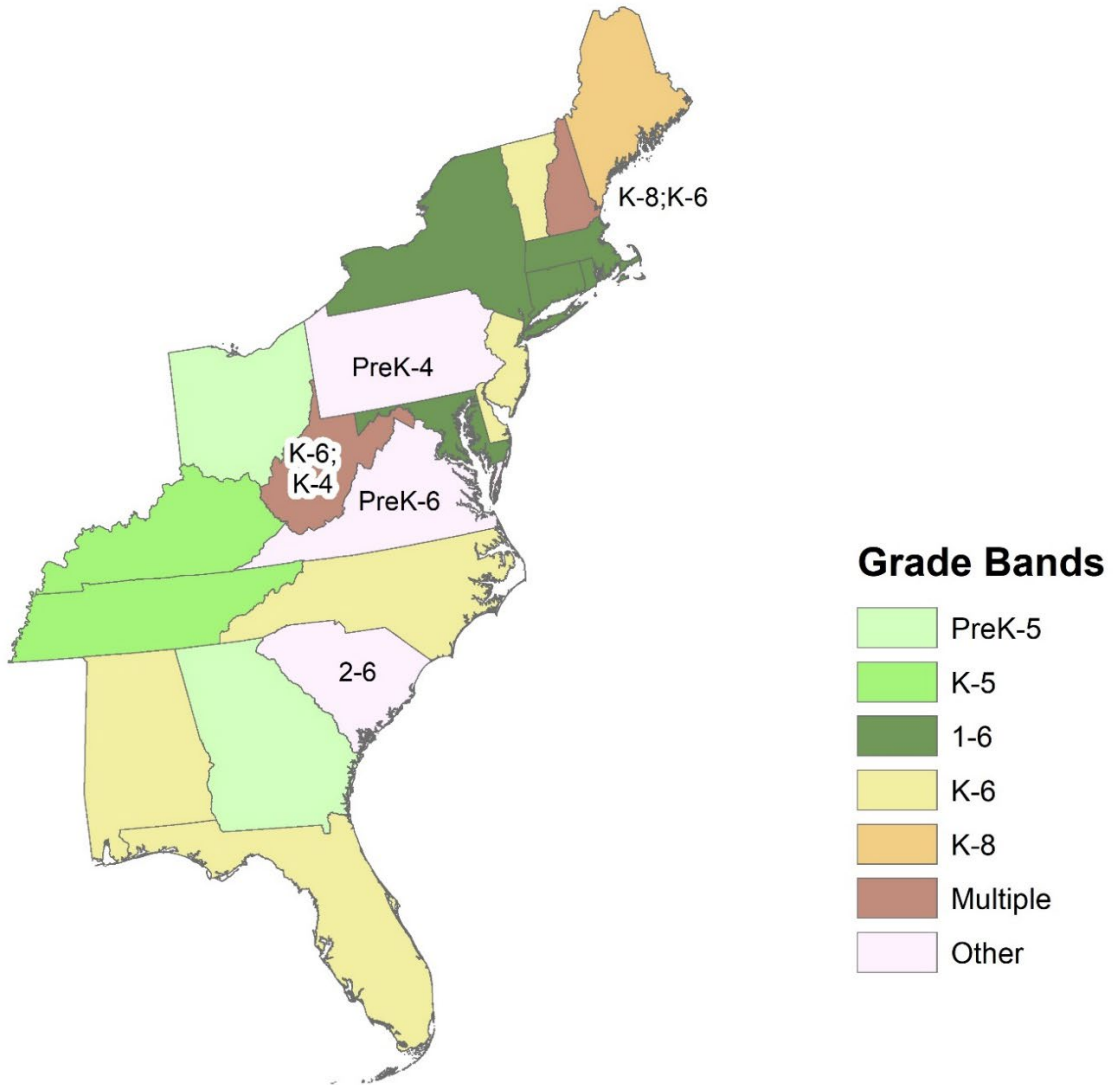 K-8;K-6
PreK-4
K-6;
K-4
PreK-6
2-6
Grade Bands
PreK-5
K-5
1-6
K-6
K-8
Multiple
Other